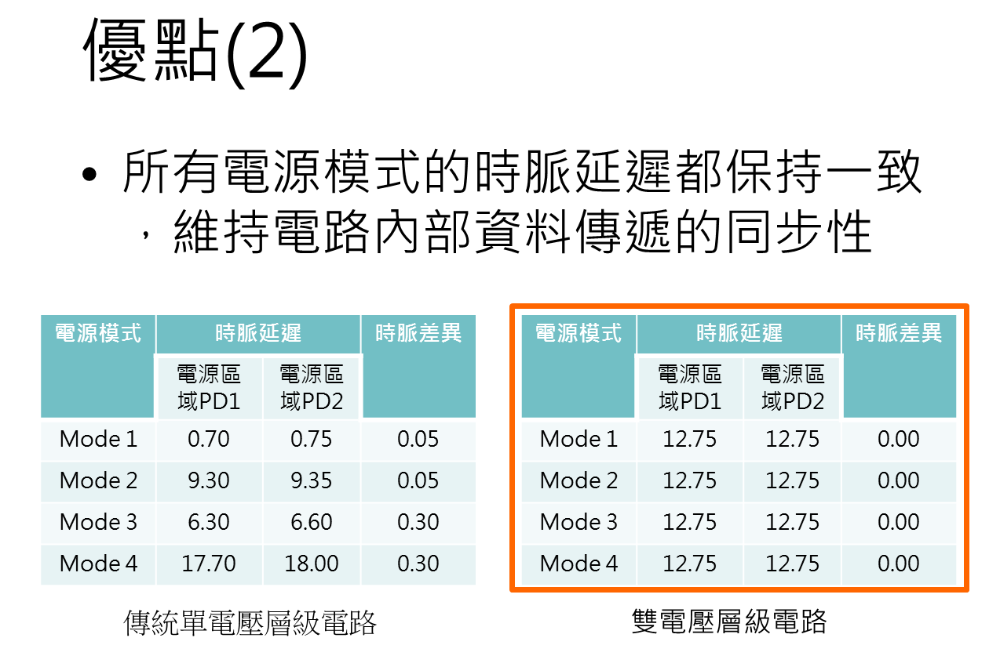 優點(2)
• 所有電源模式的時脈延遲都保持一致
，維持電路內部資料傳遞的同步性
電源模式 時脈延遲 時脈差異
電源區域PD1 電源區域PD2
Mode 1 0.70 0.75 0.05
Mode 2 9.30 9.35 0.05
Mode 3 6.30 6.60 0.30
Mode 4 17.70 18.00 0.30
傳統單電壓層級電路
電源模式 時脈延遲 時脈差異
電源區域PD1 電源區域PD2
Mode 1 12.75 12.75 0.00
Mode 2 12.75 12.75 0.00
Mode 3 12.75 12.75 0.00
Mode 4 12.75 12.75 0.00
雙電壓層級電路